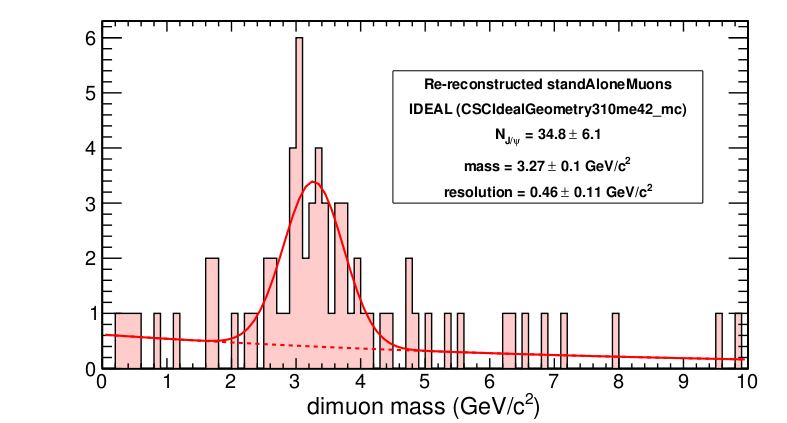 6
5
4
3
2
1
0
Re-reconstructed standAloneMuons
IDEAL (CSCIdealGeometry310me42_mc)
N_{J/ψ} = 34.8 ± 6.1
mass = 3.27 ± 0.1 GeV/c²
resolution = 0.46 ± 0.11 GeV/c²
0 1 2 3 4 5 6 7 8 9 10
dimuon mass (GeV/c²)